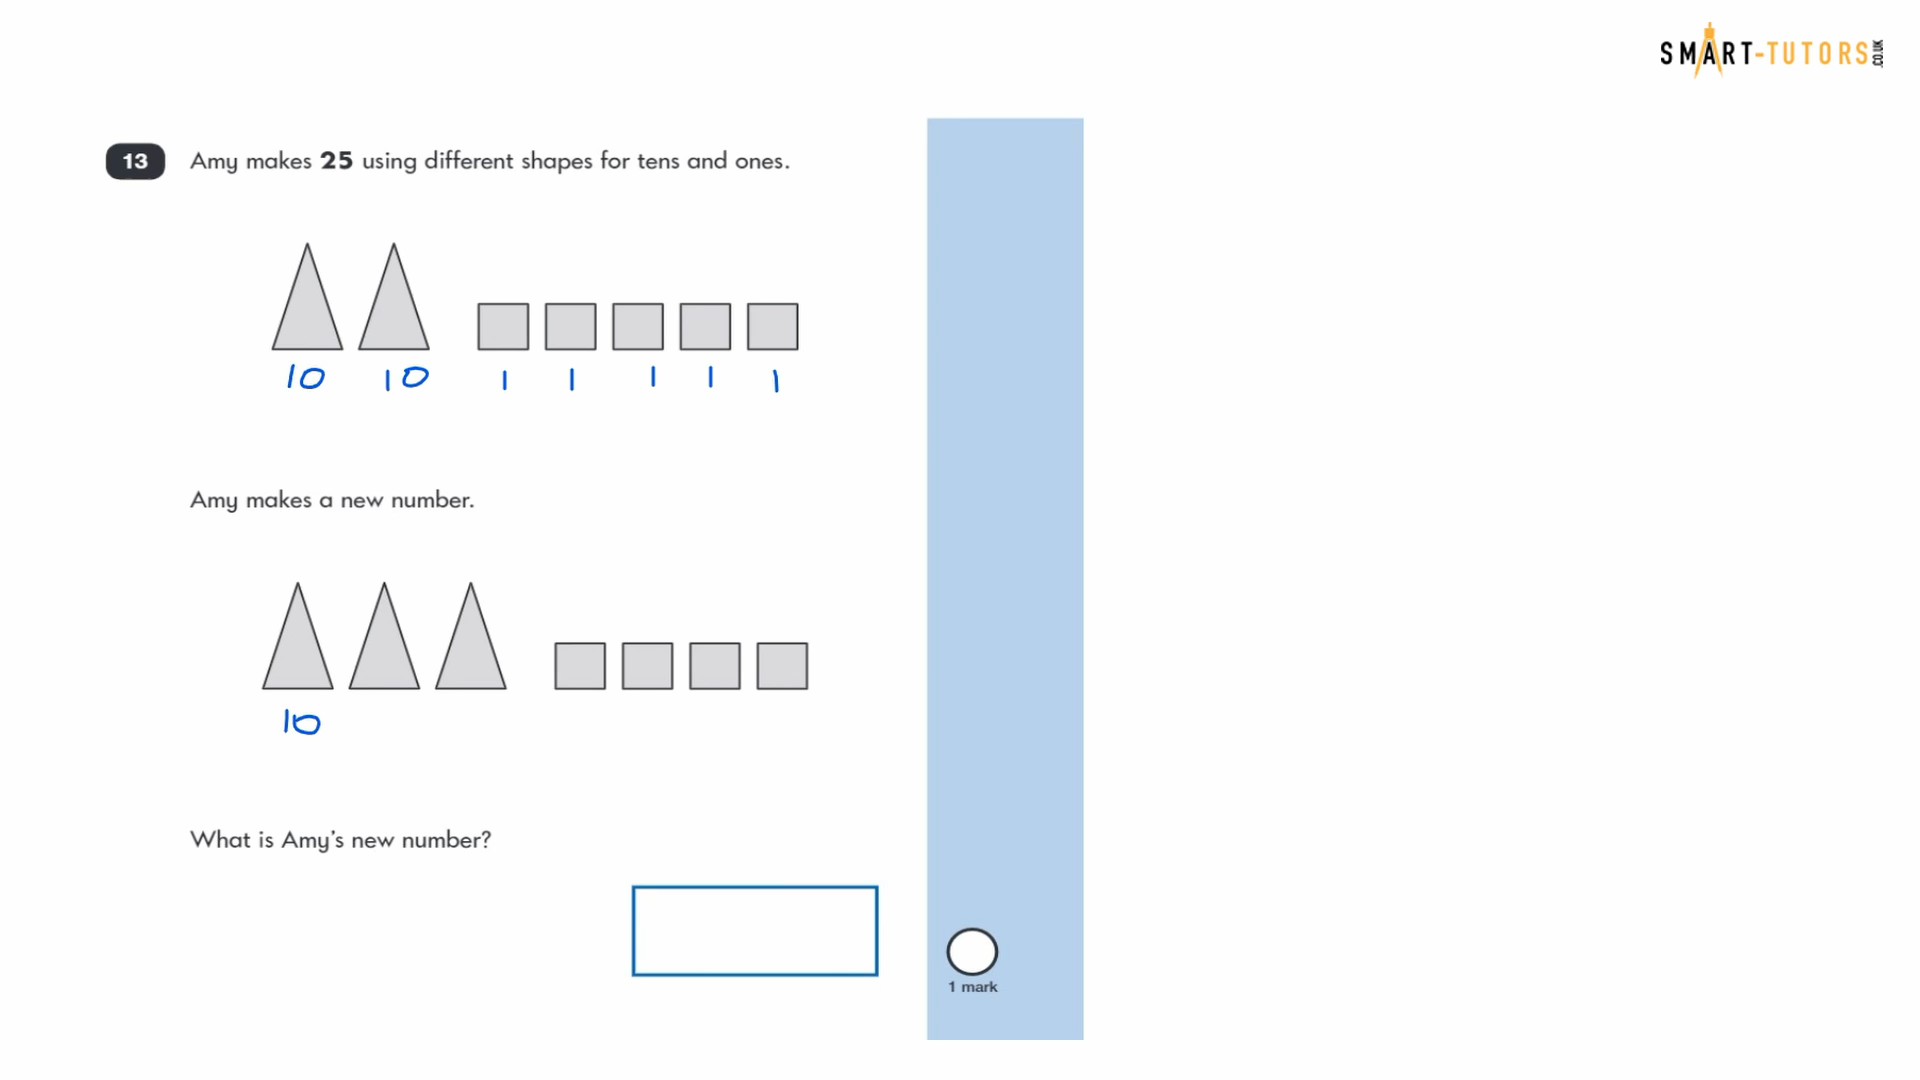 SMART-TUTORS.CO.UK
13 Amy makes 25 using different shapes for tens and ones.
10 10 1 1 1 1 1
Amy makes a new number.
10
What is Amy's new number?
1 mark